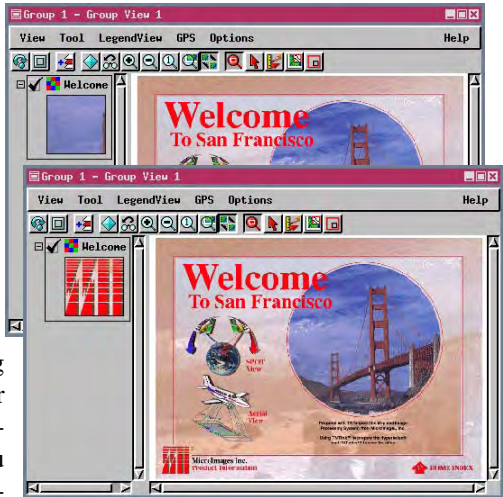 Group 1 - Group View 1
View Tool LegendView GPS Options Help
Welcome
Welcome
To San Francisco
Group 1 - Group View 1
View Tool LegendView GPS Options Help
Welcome
Welcome
To San Francisco
SPOT
View
Aerial
View
MicroImages Inc.
Product Information
HOME INDEX
g
r
-
u
-